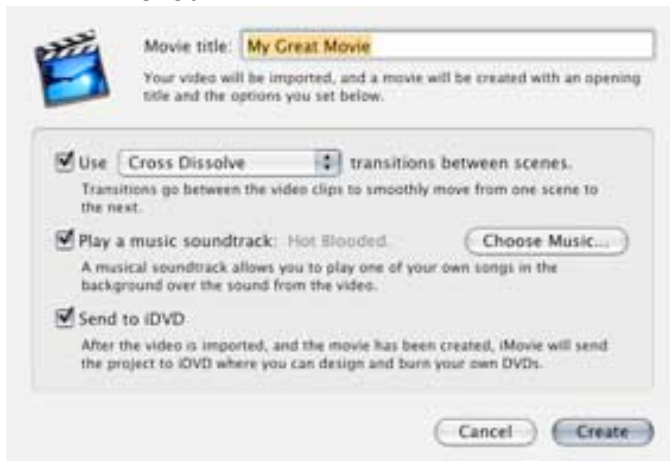 Movie title: My Great Movie
Your video will be imported, and a movie will be created with an opening
title and the options you set below.
Use Cross Dissolve transitions between scenes.
Transitions go between the video clips to smoothly move from one scene to
the next.
Play a music soundtrack: Hot Blooded. Choose Music...
A musical soundtrack allows you to play one of your own songs in the
background over the sound from the video.
Send to iDVD
After the video is imported, and the movie has been created, iMovie will send
the project to iDVD where you can design and burn your own DVDs.
Cancel Create